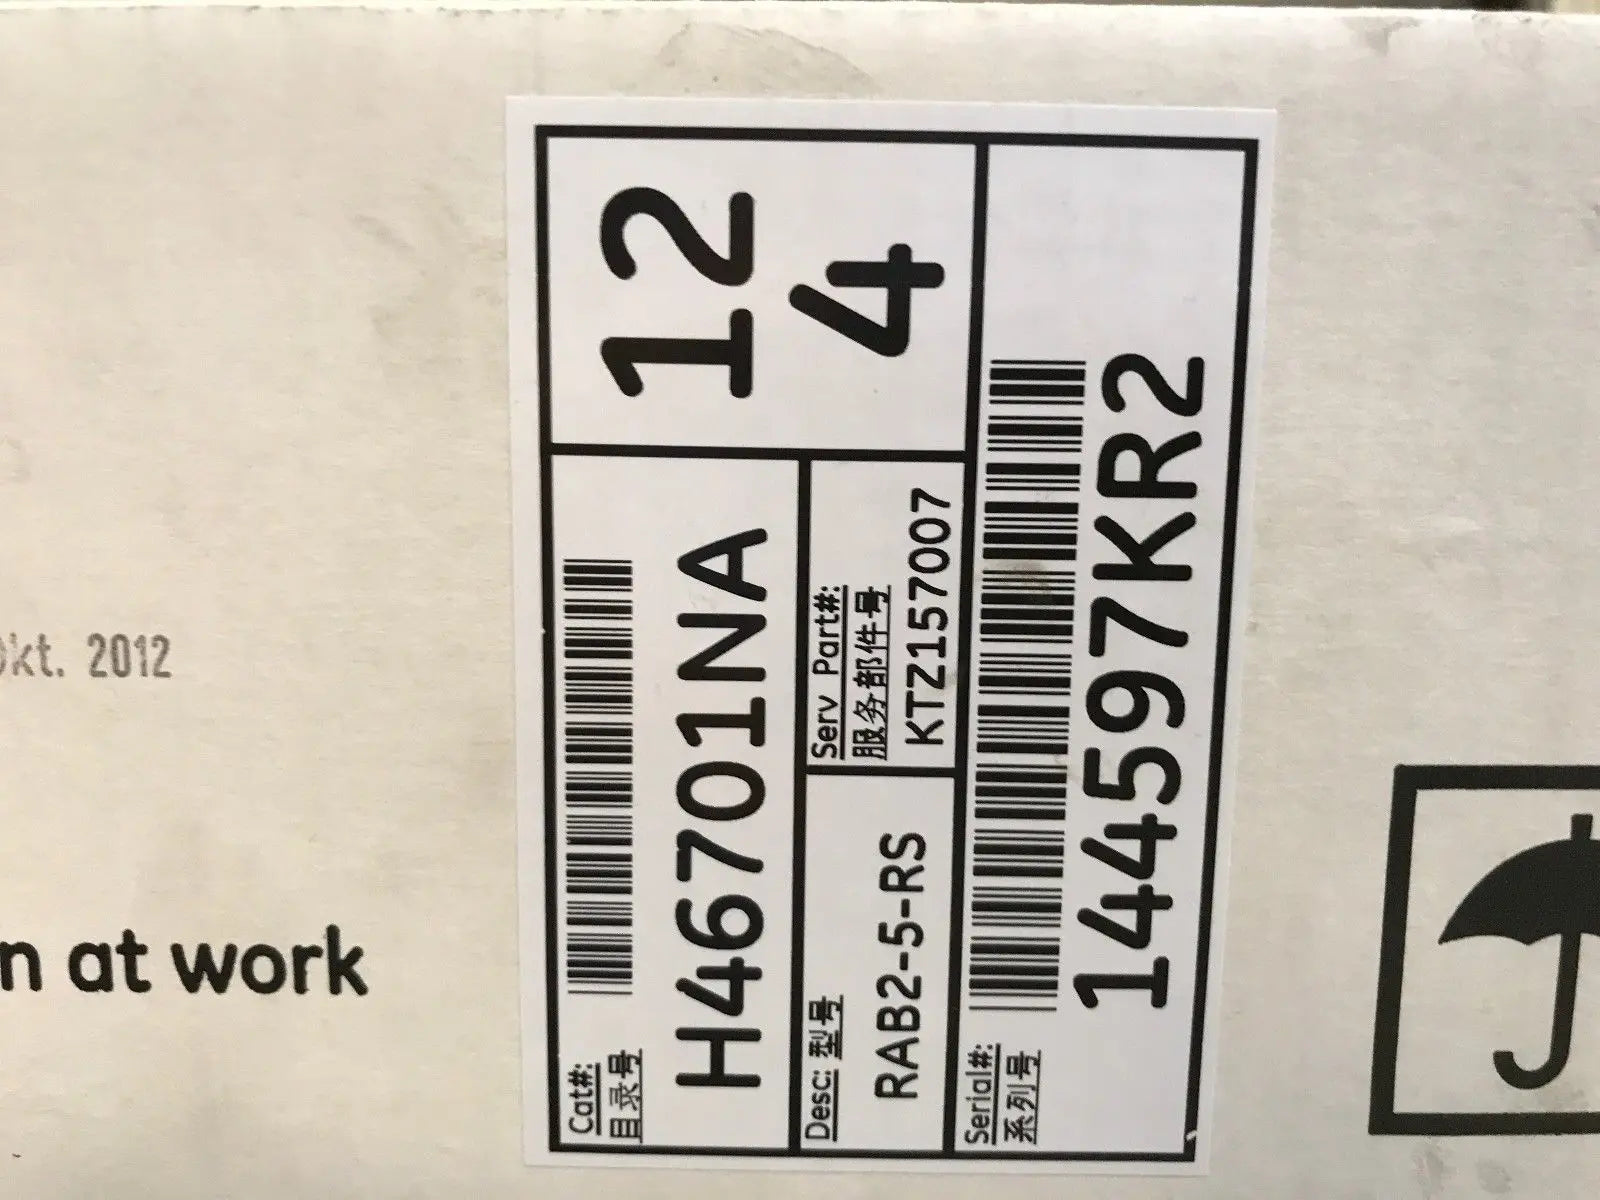 Cat#:
目录号
H46701NA
12
4
Desc: 型号
RAB2-5-RS
Serv Part#:
服务部件号
KTZ157007
Serial#:
系列号
144597KR2
kt. 2012
at work